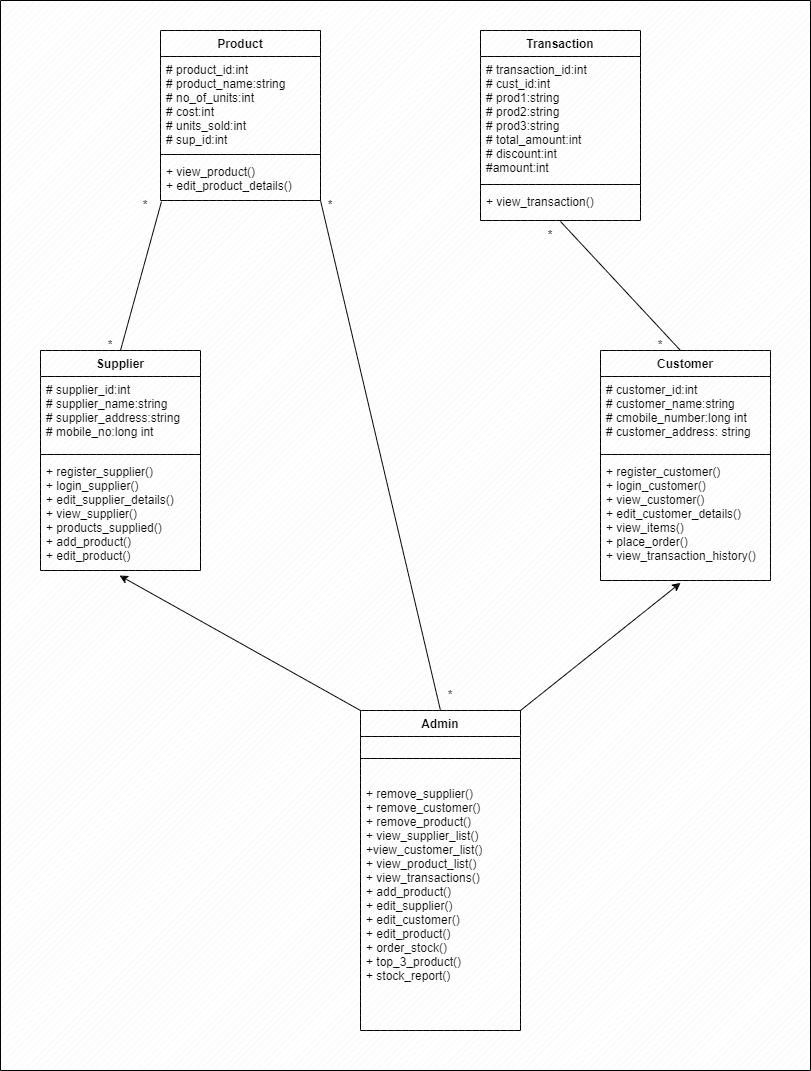 Product
# product_id:int
# product_name:string
# no_of_units:int
# cost:int
# units_sold:int
# sup_id:int
+ view_product()
+ edit_product_details()
*
*
Transaction
# transaction_id:int
# cust_id:int
# prod1:string
# prod2:string
# prod3:string
# total_amount:int
# discount:int
#amount:int
+ view_transaction()
*
*
Supplier
# supplier_id:int
# supplier_name:string
# supplier_address:string
# mobile_no:long int
+ register_supplier()
+ login_supplier()
+ edit_supplier_details()
+ view_supplier()
+ products_supplied()
+ add_product()
+ edit_product()
*
Customer
# customer_id:int
# customer_name:string
# cmobile_number:long int
# customer_address: string
+ register_customer()
+ login_customer()
+ view_customer()
+ edit_customer_details()
+ view_items()
+ place_order()
+ view_transaction_history()
*
Admin
+ remove_supplier()
+ remove_customer()
+ remove_product()
+ view_supplier_list()
+view_customer_list()
+ view_product_list()
+ view_transactions()
+ add_product()
+ edit_supplier()
+ edit_customer()
+ edit_product()
+ order_stock()
+ top_3_product()
+ stock_report()